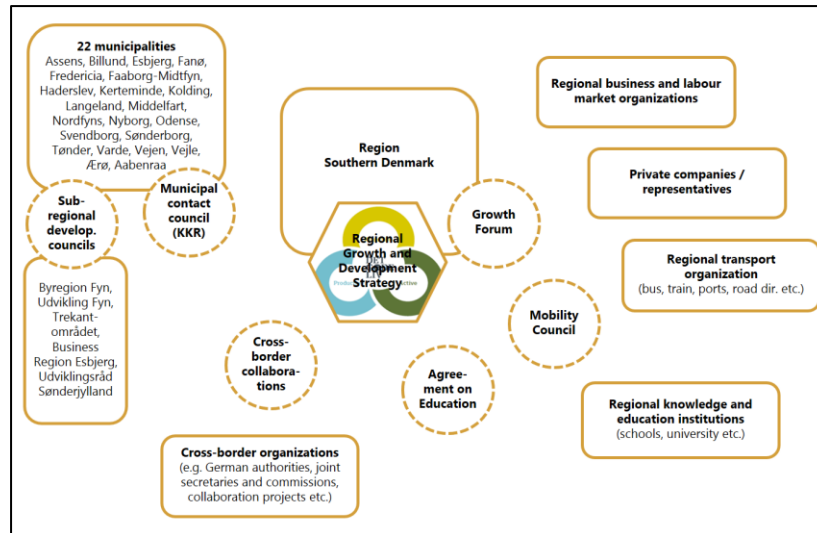 22 municipalities
Assens, Billund, Esbjerg, Fanø,
Fredericia, Faaborg-Midtfyn,
Haderslev, Kerteminde, Kolding,
Langeland, Middelfart,
Nordfyns, Nyborg, Odense,
Svendborg, Sønderborg,
Tønder, Varde, Vejen, Vejle,
Ærø, Aabenraa
Sub-
regional
develop.
councils
Municipal
contact
council
(KKR)
Byregion Fyn,
Udvikling Fyn,
Trekant-
området,
Business
Region Esbjerg,
Udviklingsråd
Sønderjylland
Region
Southern Denmark
Regional
Growth and
Development
Strategy
Growth
Forum
Mobility
Council
Cross-
border
collabora-
tions
Agree-
ment on
Education
Cross-border organizations
(e.g. German authorities, joint
secretaries and commissions,
collaboration projects etc.)
Regional business and labour
market organizations
Private companies /
representatives
Regional transport
organization
(bus, train, ports, road dir. etc.)
Regional knowledge and
education institutions
(schools, university etc.)